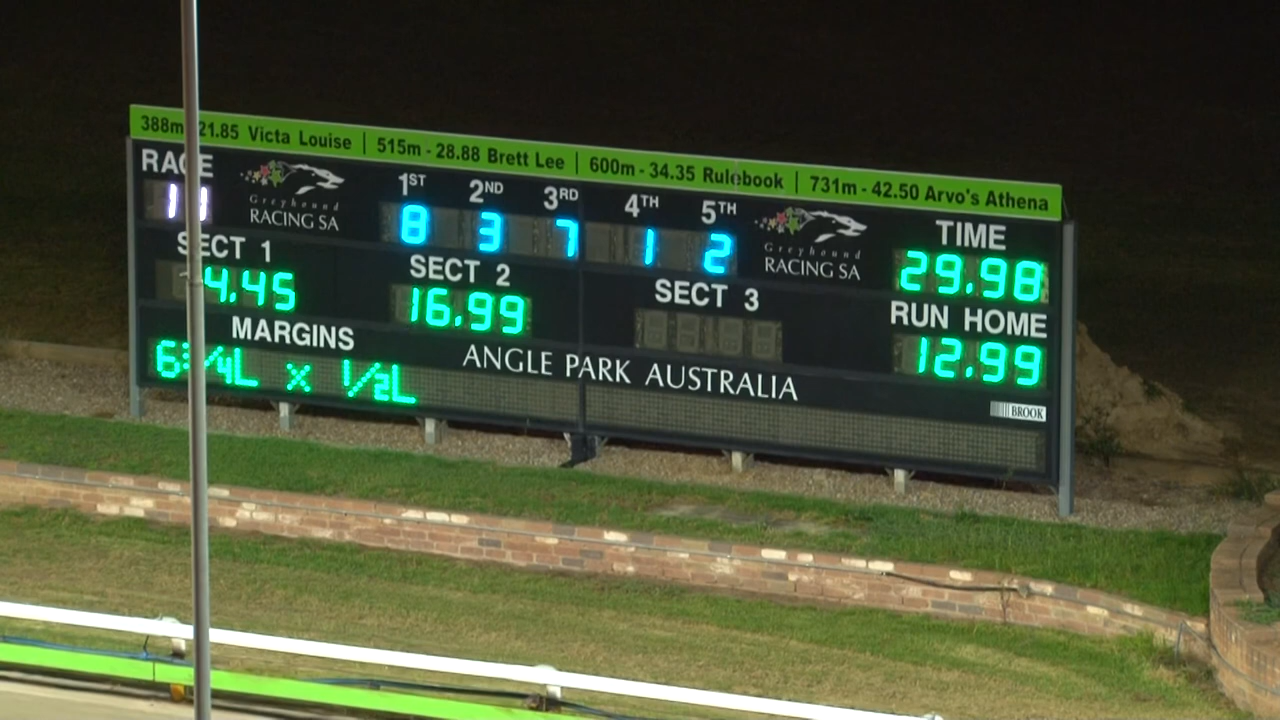 388m 21.85 Victa Louise | 515m - 28.88 Brett Lee | 600m - 34.35 Rulebook | 731m - 42.50 Arvo's Athena
RACE
Greyhound
RACING SA
1ST 2ND 3RD 4TH 5TH
8 3 7 1 2
Greyhound
RACING SA
TIME
29.98
SECT 1
4.45
SECT 2
16.99
SECT 3
RUN HOME
12.99
MARGINS
6¾L x ½L
ANGLE PARK AUSTRALIA
BROOK